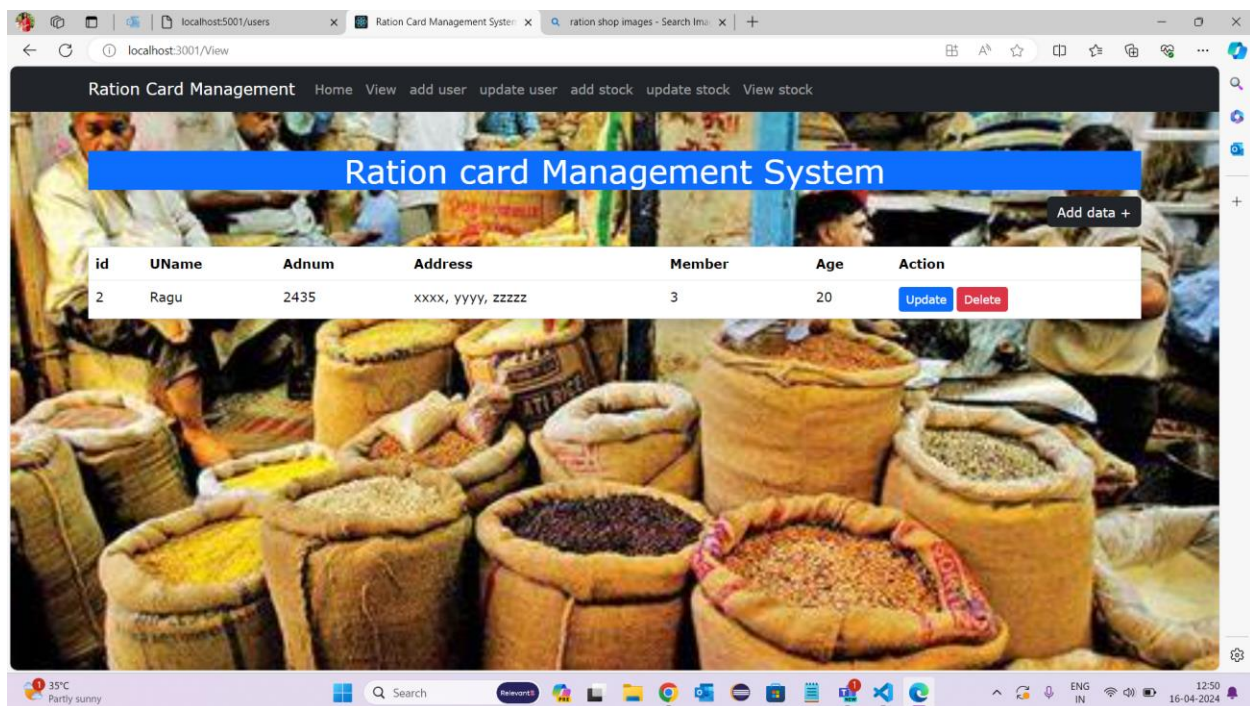 localhost:5001/users
Ration Card Management System
ration shop images - Search Ima
localhost:3001/View
Ration Card Management Home View add user update user add stock update stock View stock
Ration card Management System
Add data +
id UName Adnum Address Member Age Action
2 Ragu 2435 xxxx, yyyy, zzzzz 3 20 Update Delete
1
35°C
Partly sunny
Search
ENG
IN
12:50
16-04-2024